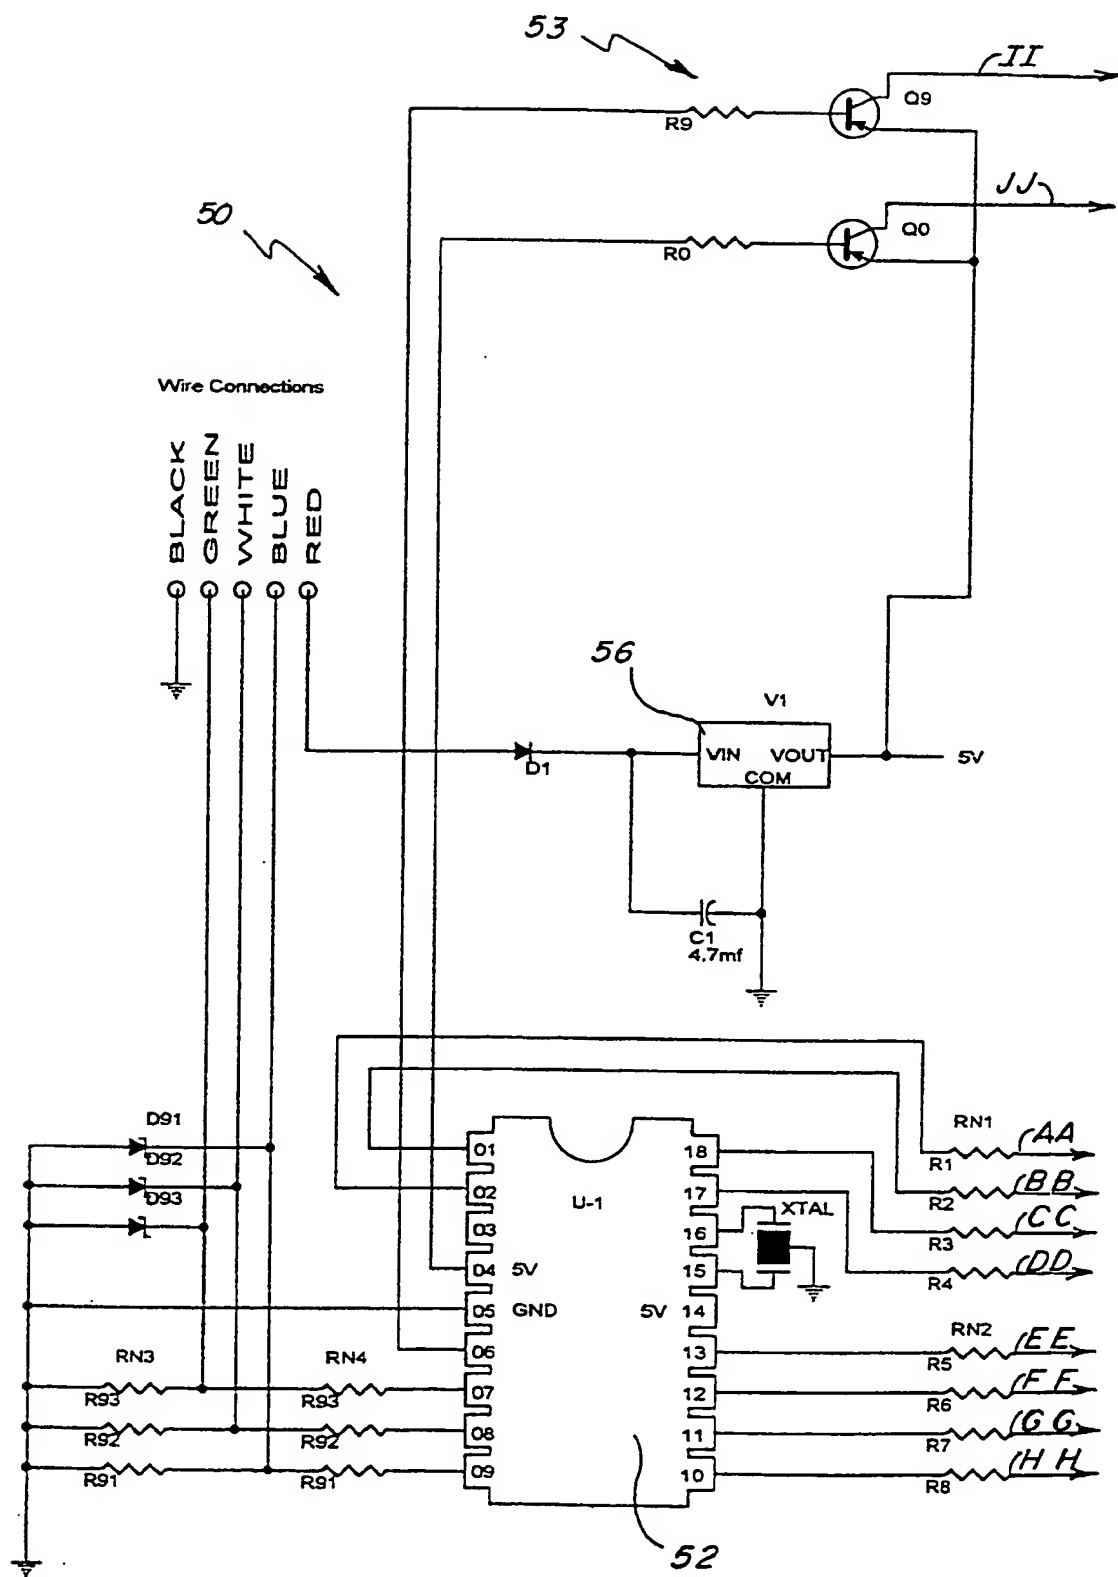 53
II
Q9
R9
JJ
50
Q0
R0
Wire Connections
BLACK
GREEN
WHITE
BLUE
RED
56
V1
VIN
VOUT
5V
D1
COM
C1
4.7mf
D91
D92
D93
RN1
AA
R1
BB
R2
CC
R3
DD
R4
01
02
03
04
05
06
07
08
09
U-1
5V
GND
5V
18
17
16
15
14
13
12
11
10
XTAL
RN2
EE
R5
FF
R6
GG
R7
HH
R8
RN3
RN4
R93
R93
R92
R92
R91
R91
52